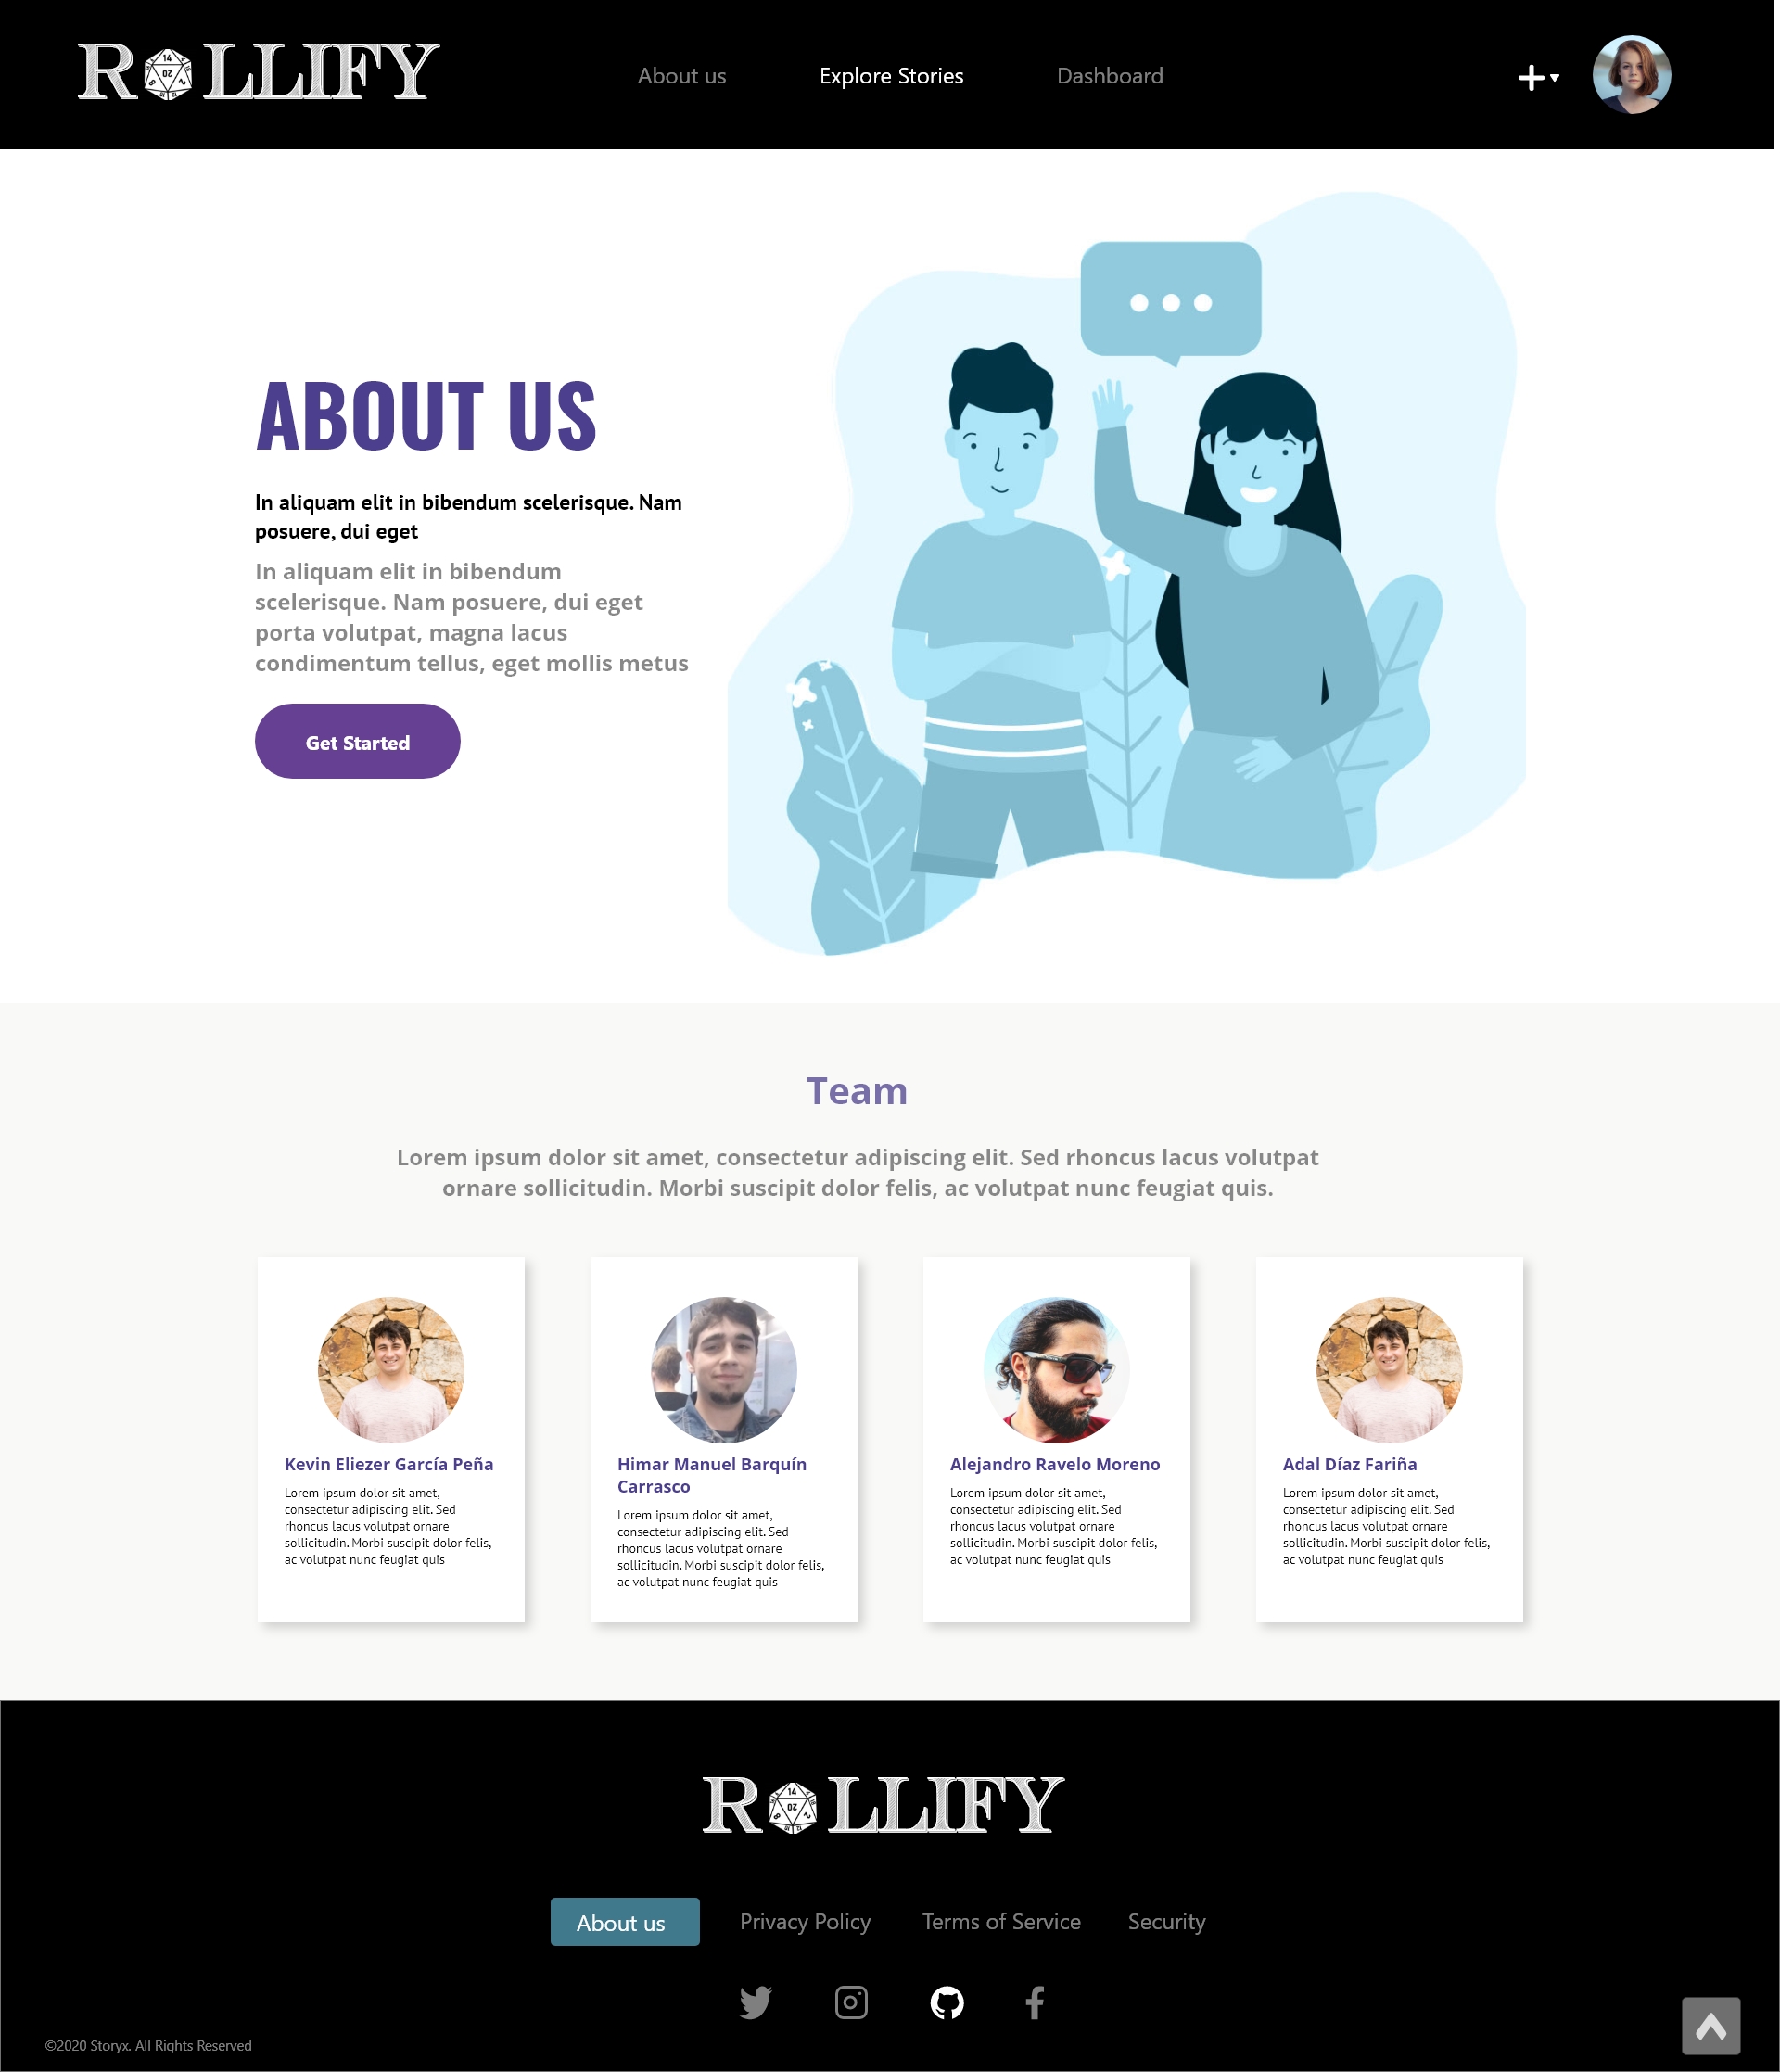 ROLLIFY
About us
Explore Stories
Dashboard
ABOUT US
In aliquam elit in bibendum scelerisque. Nam
posuere, dui eget
In aliquam elit in bibendum
scelerisque. Nam posuere, dui eget
porta volutpat, magna lacus
condimentum tellus, eget mollis metus
Get Started
Team
Lorem ipsum dolor sit amet, consectetur adipiscing elit. Sed rhoncus lacus volutpat
ornare sollicitudin. Morbi suscipit dolor felis, ac volutpat nunc feugiat quis.
Kevin Eliezer García Peña
Lorem ipsum dolor sit amet,
consectetur adipiscing elit. Sed
rhoncus lacus volutpat ornare
sollicitudin. Morbi suscipit dolor felis,
ac volutpat nunc feugiat quis
Himar Manuel Barquín
Carrasco
Lorem ipsum dolor sit amet,
consectetur adipiscing elit. Sed
rhoncus lacus volutpat ornare
sollicitudin. Morbi suscipit dolor felis,
ac volutpat nunc feugiat quis
Alejandro Ravelo Moreno
Lorem ipsum dolor sit amet,
consectetur adipiscing elit. Sed
rhoncus lacus volutpat ornare
sollicitudin. Morbi suscipit dolor felis,
ac volutpat nunc feugiat quis
Adal Díaz Fariña
Lorem ipsum dolor sit amet,
consectetur adipiscing elit. Sed
rhoncus lacus volutpat ornare
sollicitudin. Morbi suscipit dolor felis,
ac volutpat nunc feugiat quis
ROLLIFY
About us
Privacy Policy
Terms of Service
Security
©2020 Storyx. All Rights Reserved